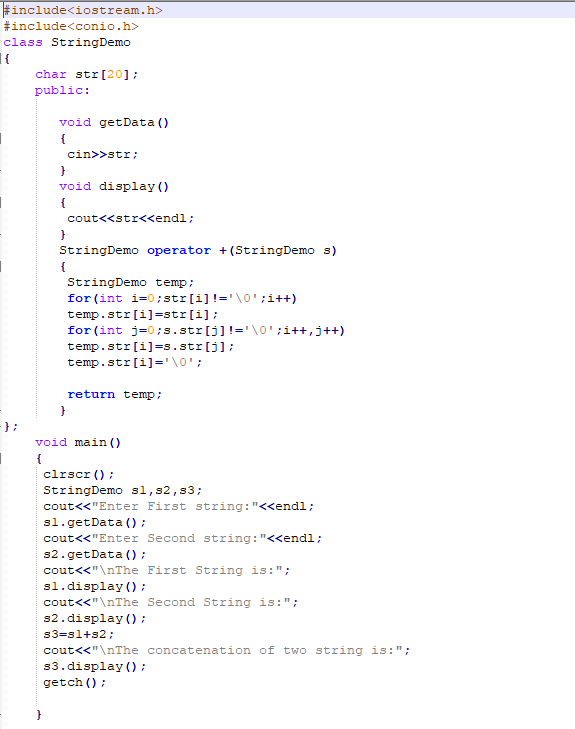 #include<iostream.h>
#include<conio.h>
class StringDemo
{
    char str[20];
    public:

       void getData()
       {
        cin>>str;
       }
       void display()
       {
        cout<<str<<endl;
       }
       StringDemo operator +(StringDemo s)
       {
        StringDemo temp;
        for(int i=0;str[i]!='\0';i++)
        temp.str[i]=str[i];
        for(int j=0;s.str[j]!='\0';i++,j++)
        temp.str[i]=s.str[j];
        temp.str[i]='\0';

        return temp;
       }
};
    void main()
    {
     clrscr();
     StringDemo s1,s2,s3;
     cout<<"Enter First string:"<<endl;
     s1.getData();
     cout<<"Enter Second string:"<<endl;
     s2.getData();
     cout<<"\nThe First String is:";
     s1.display();
     cout<<"\nThe Second String is:";
     s2.display();
     s3=s1+s2;
     cout<<"\nThe concatenation of two string is:";
     s3.display();
     getch();

    }